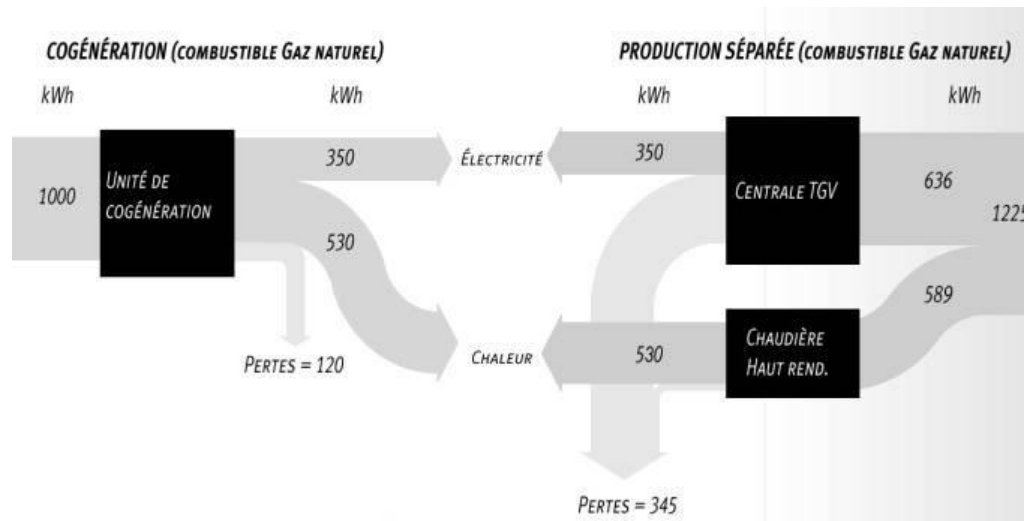 COGÉNÉRATION (COMBUSTIBLE GAZ NATUREL)
kWh
kWh
1000
UNITÉ DE
COGÉNÉRATION
350
530
PERTES = 120
ÉLECTRICITÉ
CHALEUR
PRODUCTION SÉPARÉE (COMBUSTIBLE GAZ NATUREL)
kWh
kWh
350
CENTRALE TGV
636
1225
589
530
CHAUDIÈRE
HAUT REND.
PERTES = 345